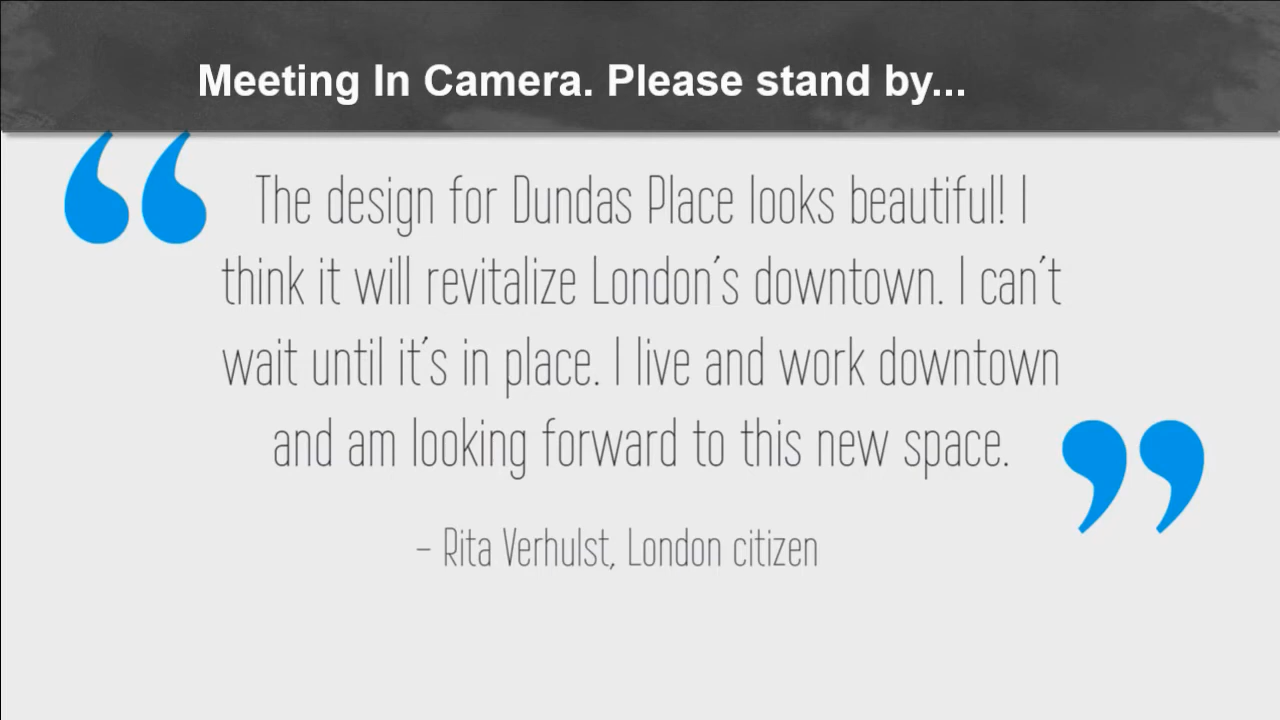 Meeting In Camera. Please stand by...
“The design for Dundas Place looks beautiful! I
think it will revitalize London's downtown. I can't
wait until it's in place. I live and work downtown
and am looking forward to this new space.”
– Rita Verhulst, London citizen